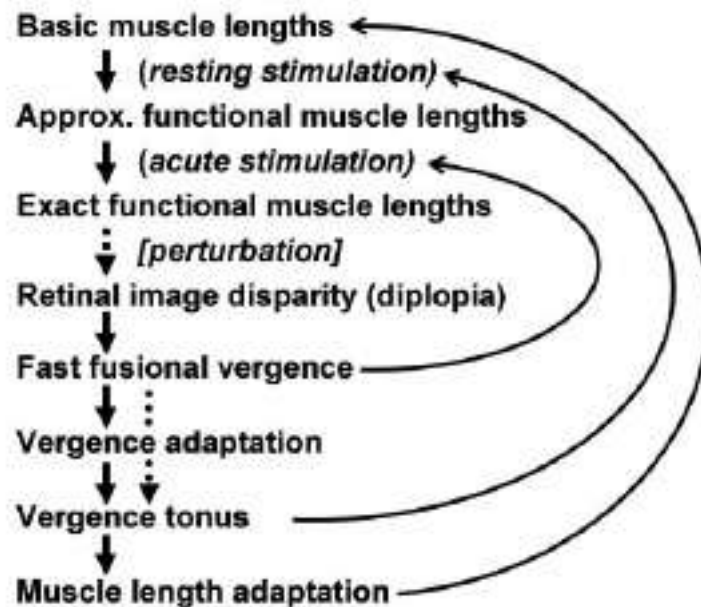 Basic muscle lengths
(resting stimulation)
Approx. functional muscle lengths
(acute stimulation)
Exact functional muscle lengths
[perturbation]
Retinal image disparity (diplopia)
Fast fusional vergence
Vergence adaptation
Vergence tonus
Muscle length adaptation